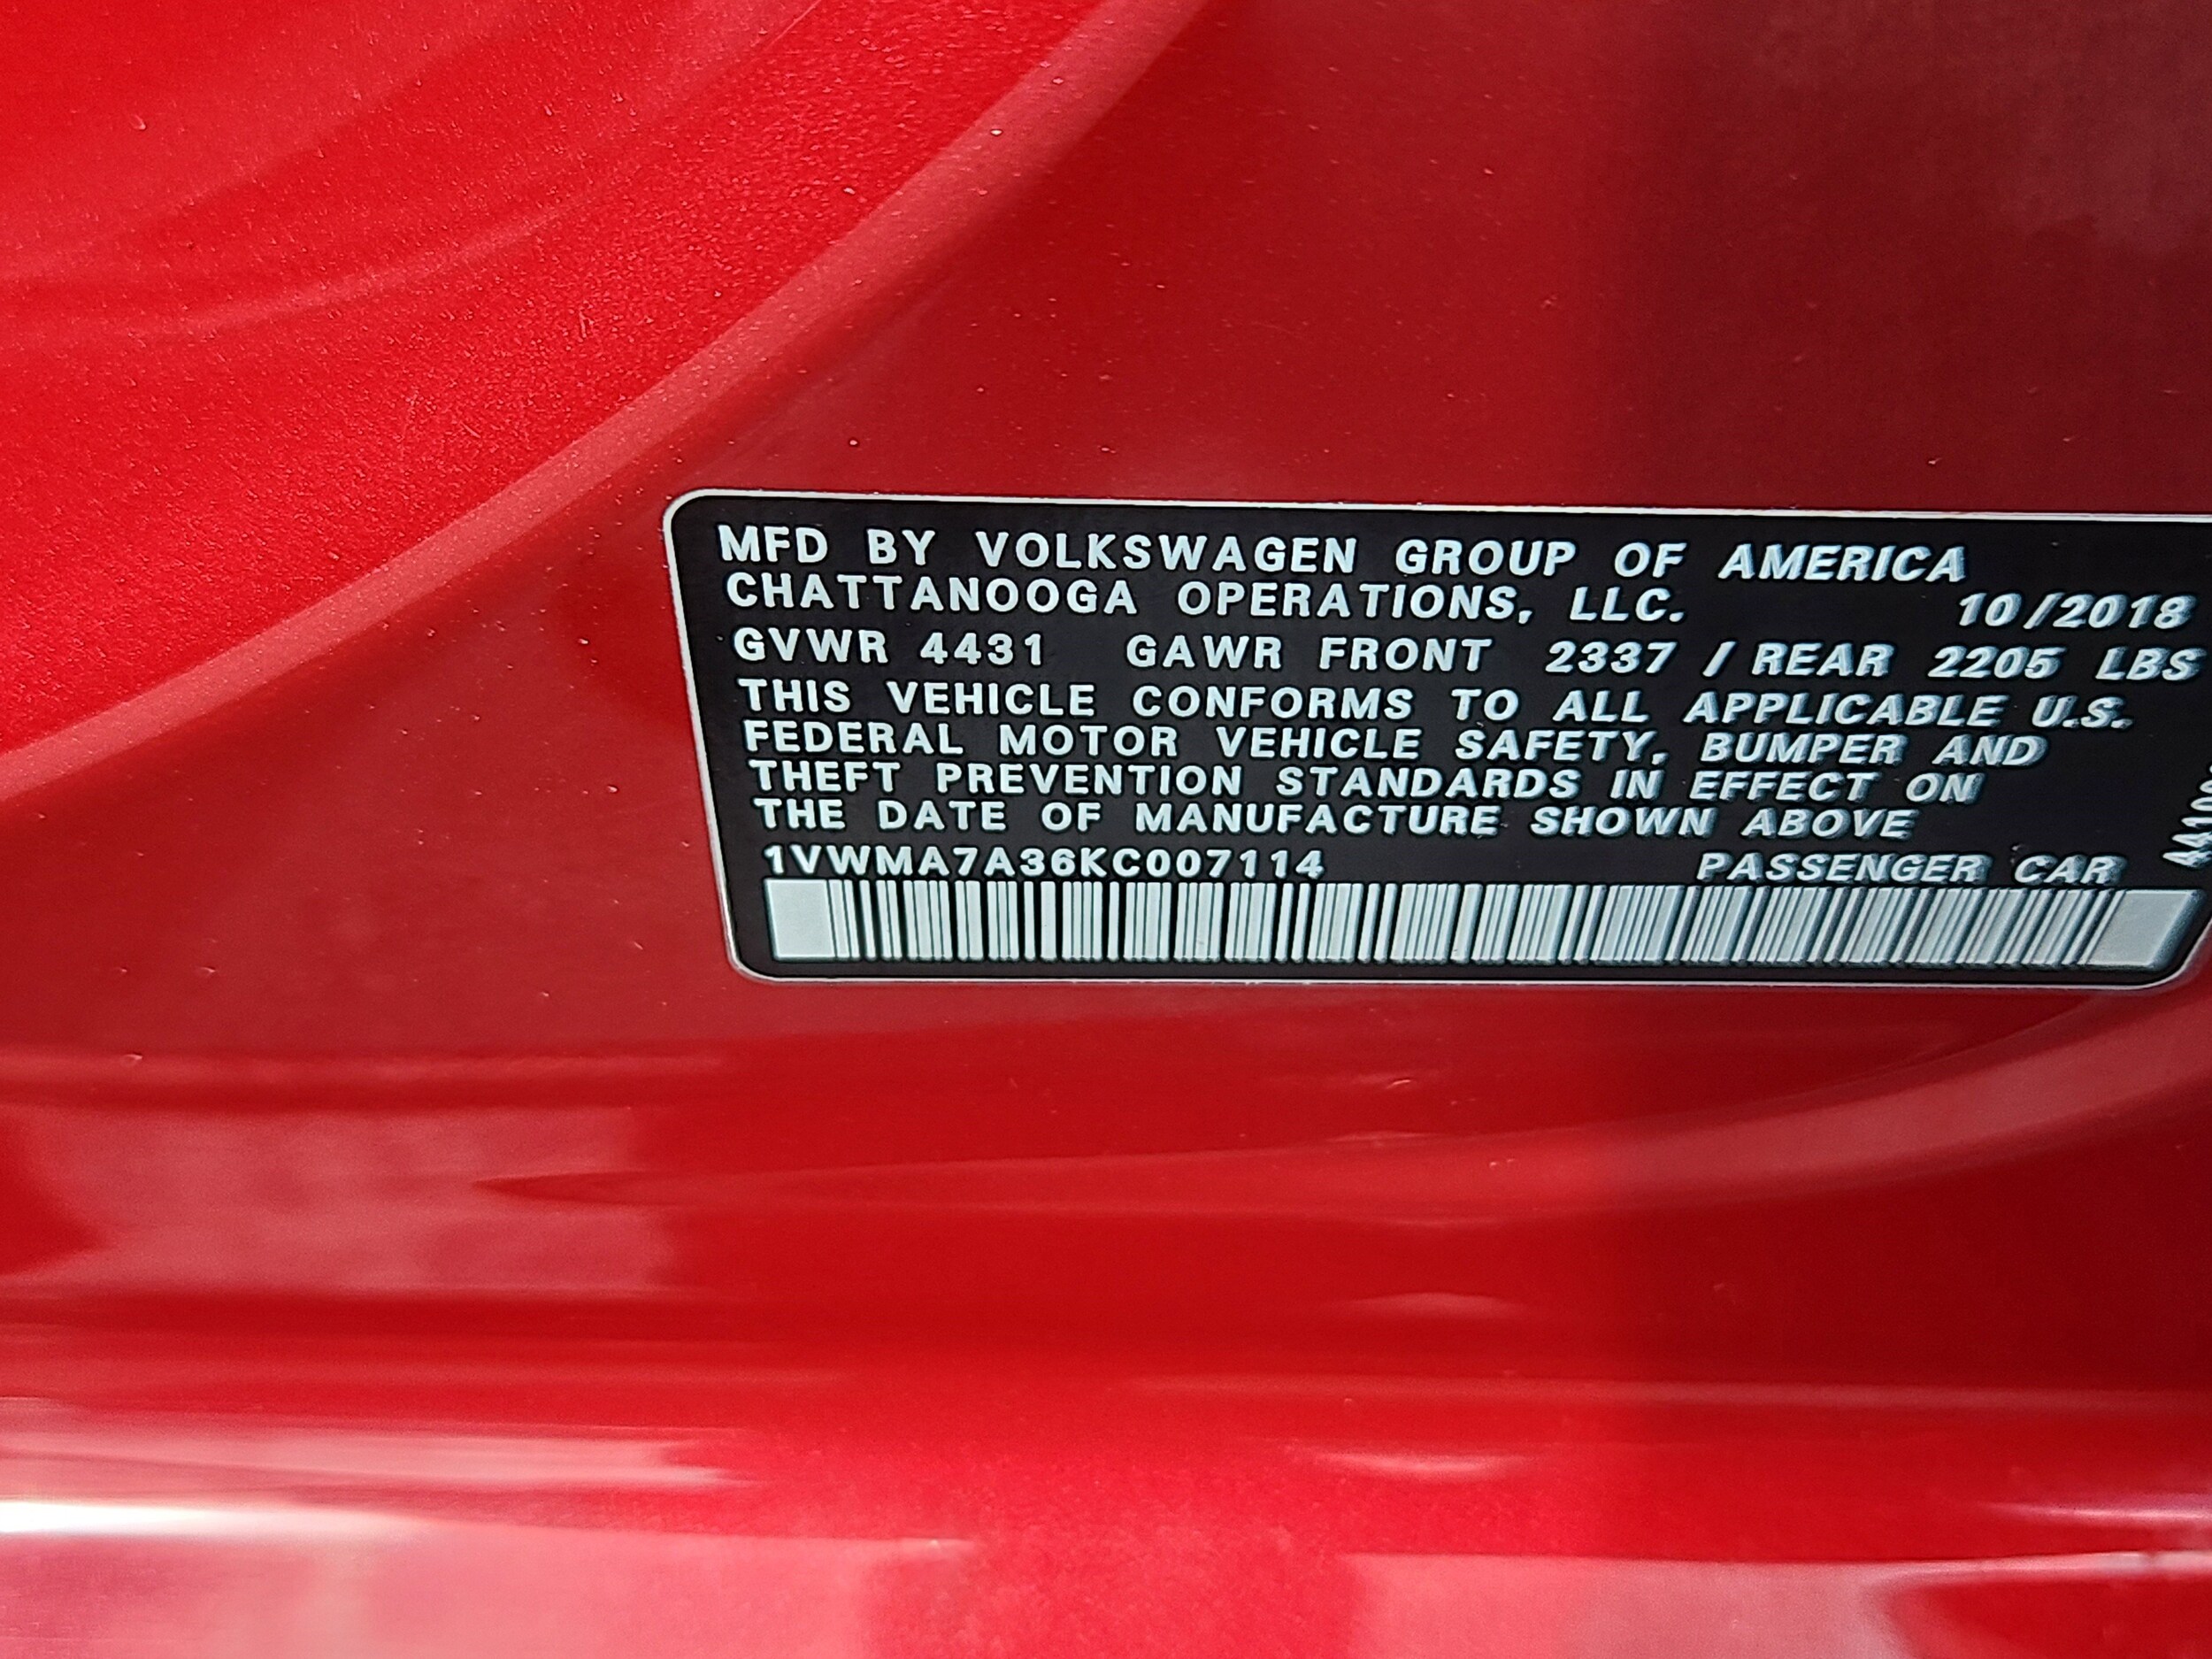 MFD BY VOLKSWAGEN GROUP OF AMERICA
CHATTANOOGA OPERATIONS, LLC. 10/2018
GVWR 4431 GAWR FRONT 2337 / REAR 2205 LBS
THIS VEHICLE CONFORMS TO ALL APPLICABLE U.S.
FEDERAL MOTOR VEHICLE SAFETY, BUMPER AND
THEFT PREVENTION STANDARDS IN EFFECT ON
THE DATE OF MANUFACTURE SHOWN ABOVE
1VWMA7A36KC007114 PASSENGER CAR